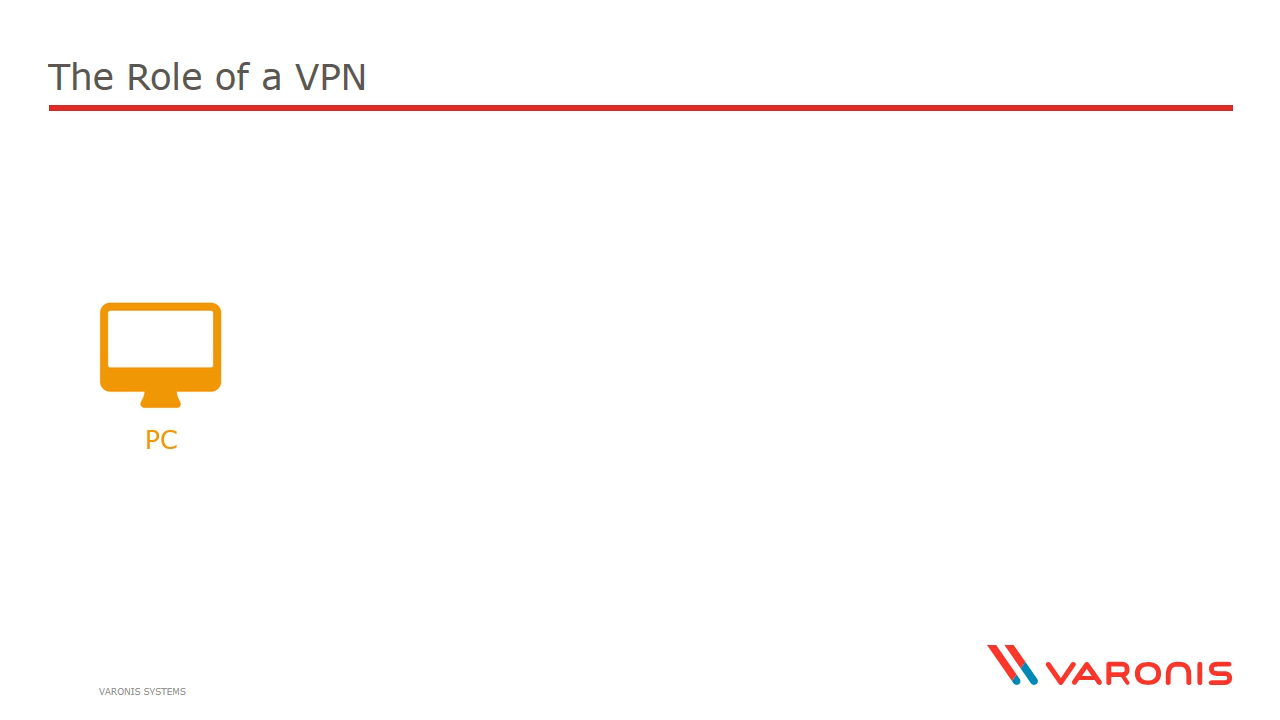 The Role of a VPN
PC
VARONIS
VARONIS SYSTEMS